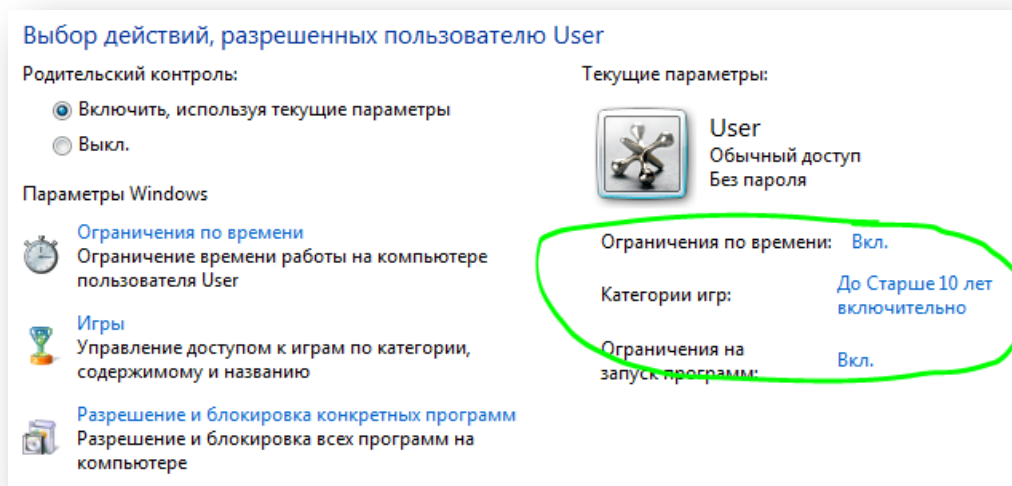 Выбор действий, разрешенных пользователю User
Родительский контроль:
Включить, используя текущие параметры
Выкл.
Параметры Windows
Ограничения по времени
Ограничение времени работы на компьютере
пользователя User
Игры
Управление доступом к играм по категории,
содержимому и названию
Разрешение и блокировка конкретных программ
Разрешение и блокировка всех программ на
компьютере
Текущие параметры:
User
Обычный доступ
Без пароля
Ограничения по времени: Вкл.
Категории игр: До Старше 10 лет
включительно
Ограничения на
запуск программ: Вкл.